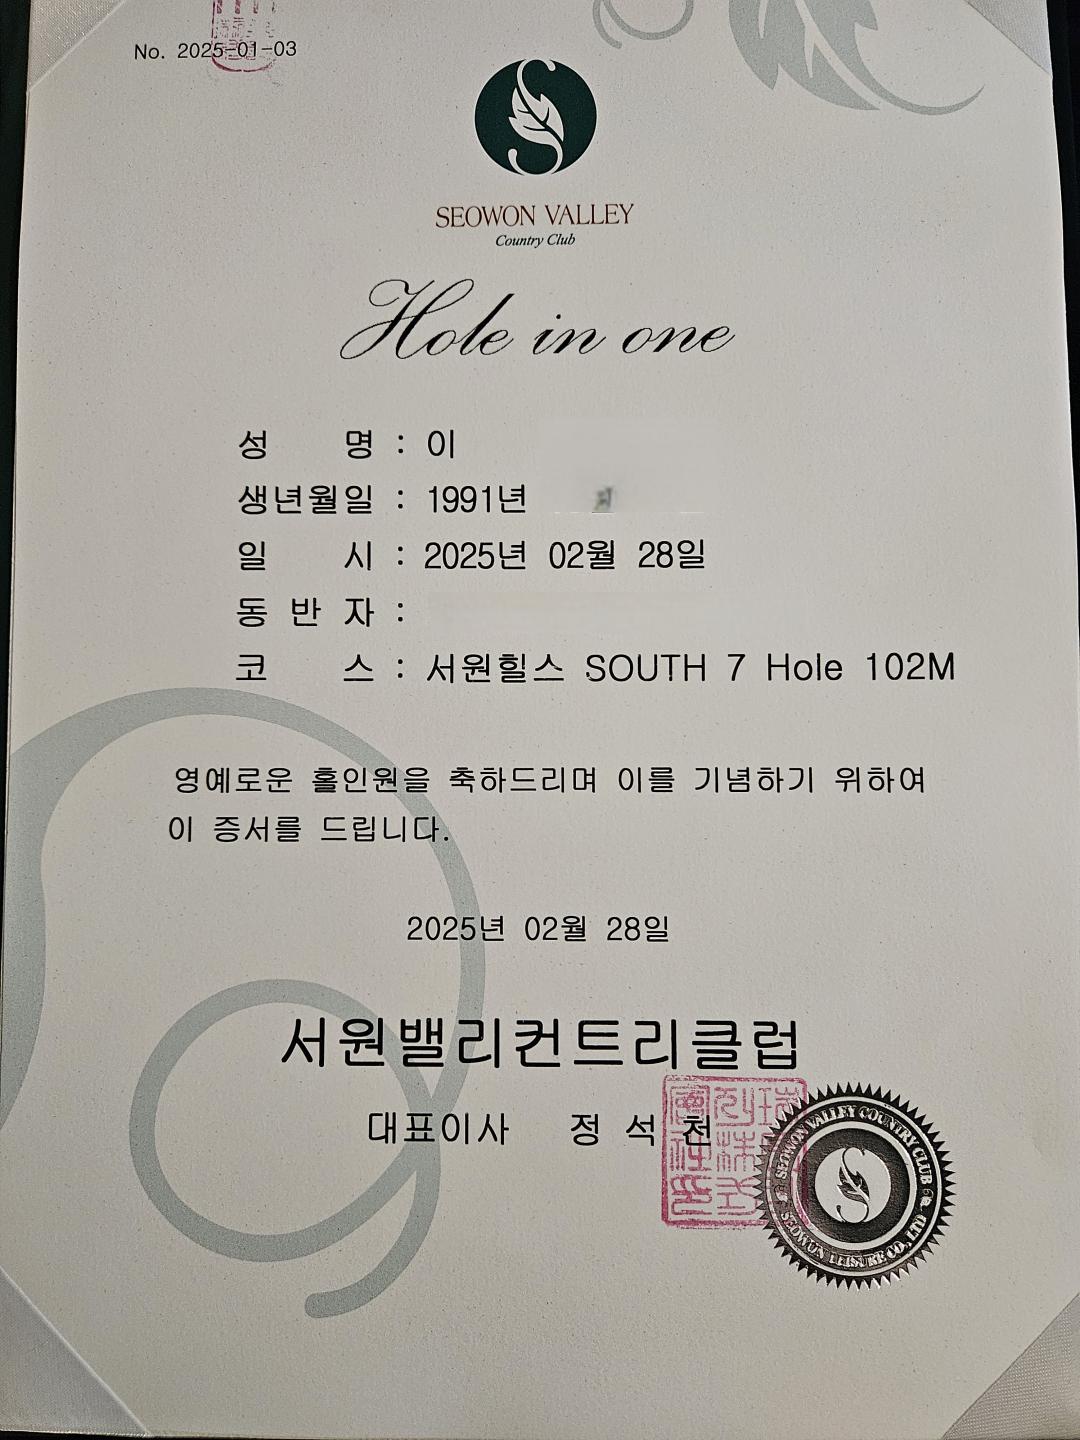 No. 2025-01-03
SEOWON VALLEY
Country Club
Hole in one
성 명 : 이
생년월일 : 1991년
일 시 : 2025년 02월 28일
동 반 자 :
코 스 : 서원힐스 SOUTH 7 Hole 102M
영예로운 홀인원을 축하드리며 이를 기념하기 위하여
이 증서를 드립니다.
2025년 02월 28일
서원밸리컨트리클럽
대표이사 정 석 천
SEOWON VALLEY COUNTRY CLUB
SEOWON LEISURE CO., LTD